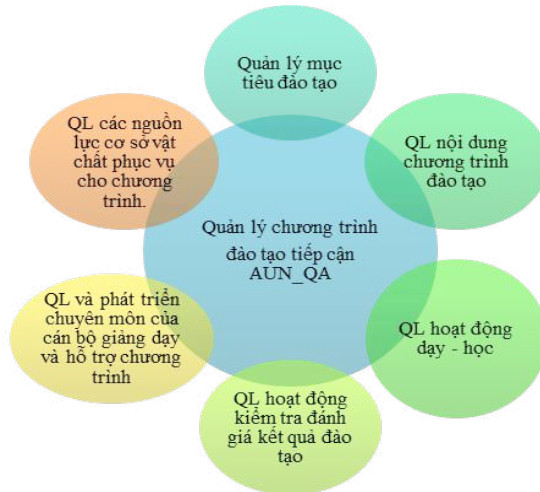 Quản lý mục
tiêu đào tạo
QL nội dung
chương trình
đào tạo
QL hoạt động
dạy - học
QL hoạt động
kiểm tra đánh
giá kết quả đào
tạo
QL và phát triển
chuyên môn của
cán bộ giảng dạy
và hỗ trợ chương
trình
QL các nguồn
lực cơ sở vật
chất phục vụ
cho chương
trình.
Quản lý chương trình
đào tạo tiếp cận
AUN_QA